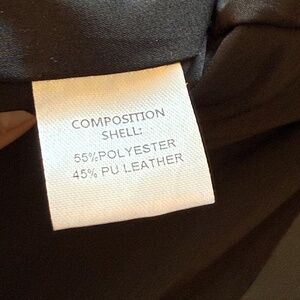 COMPOSITION
SHELL:
55%POLYESTER
45% PU LEATHER